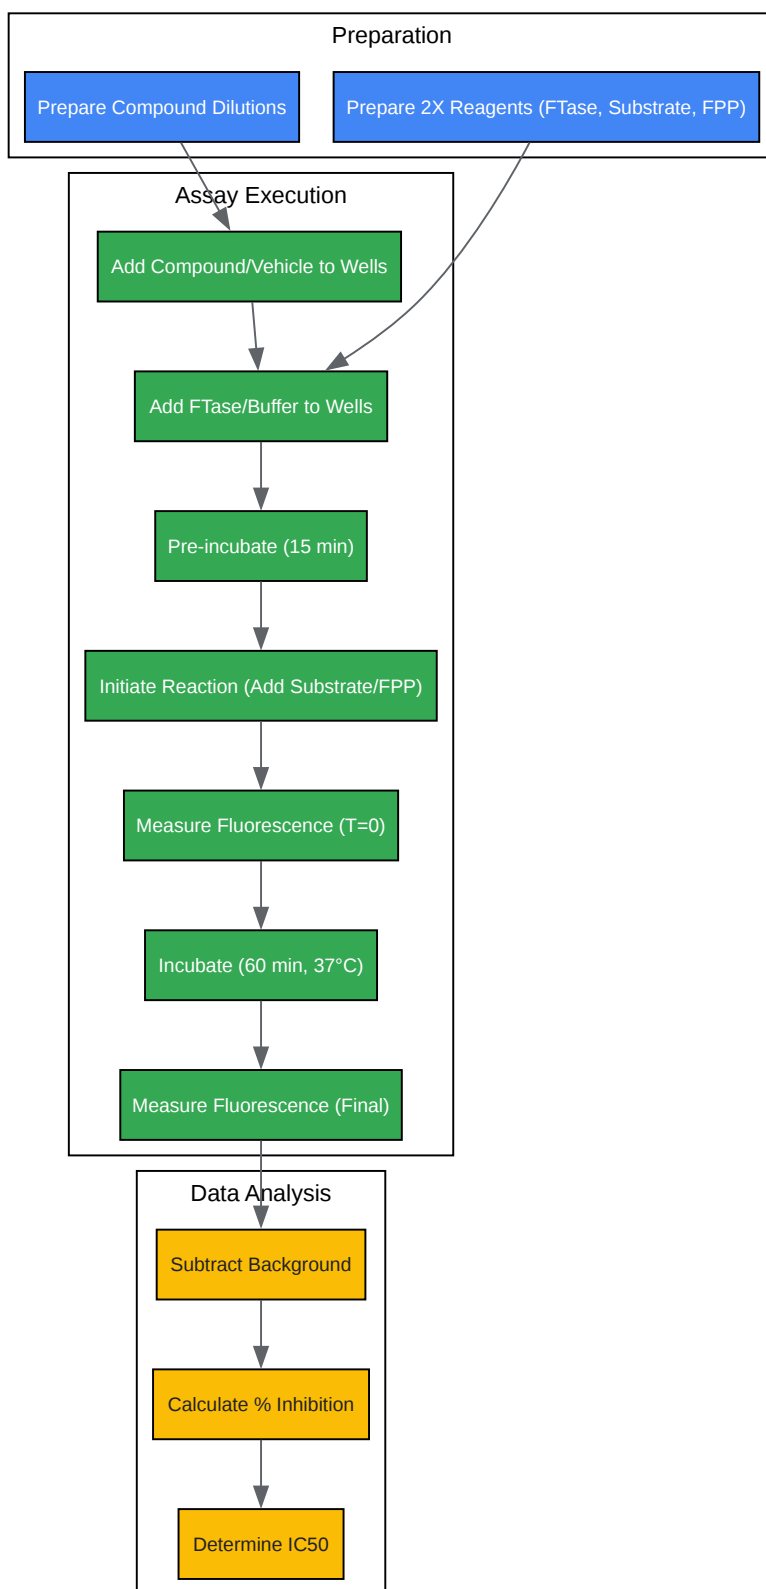 Preparation
Prepare Compound Dilutions
Prepare 2X Reagents (FTase, Substrate, FPP)
Assay Execution
Add Compound/Vehicle to Wells
Add FTase/Buffer to Wells
Pre-incubate (15 min)
Initiate Reaction (Add Substrate/FPP)
Measure Fluorescence (T=0)
Incubate (60 min, 37°C)
Measure Fluorescence (Final)
Data Analysis
Subtract Background
Calculate % Inhibition
Determine IC50